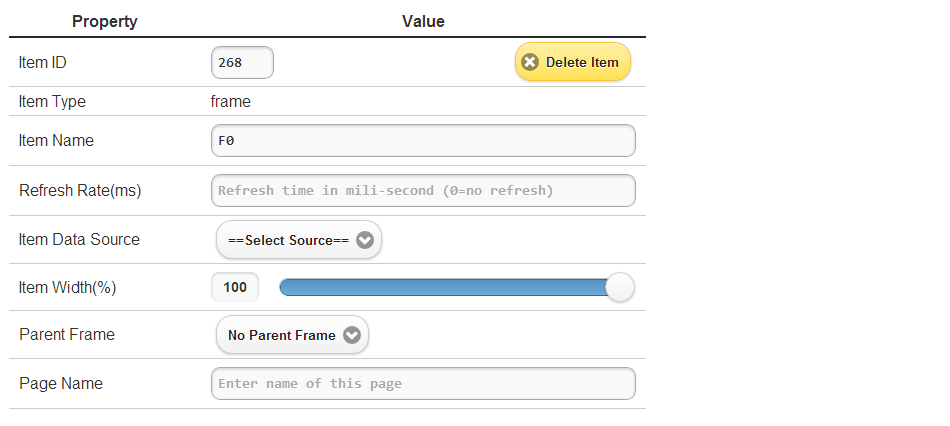 Property Value
Item ID 268 Delete Item
Item Type frame
Item Name F0
Refresh Rate(ms) Refresh time in mili-second (0=no refresh)
Item Data Source ==Select Source==
Item Width(%) 100
Parent Frame No Parent Frame
Page Name Enter name of this page